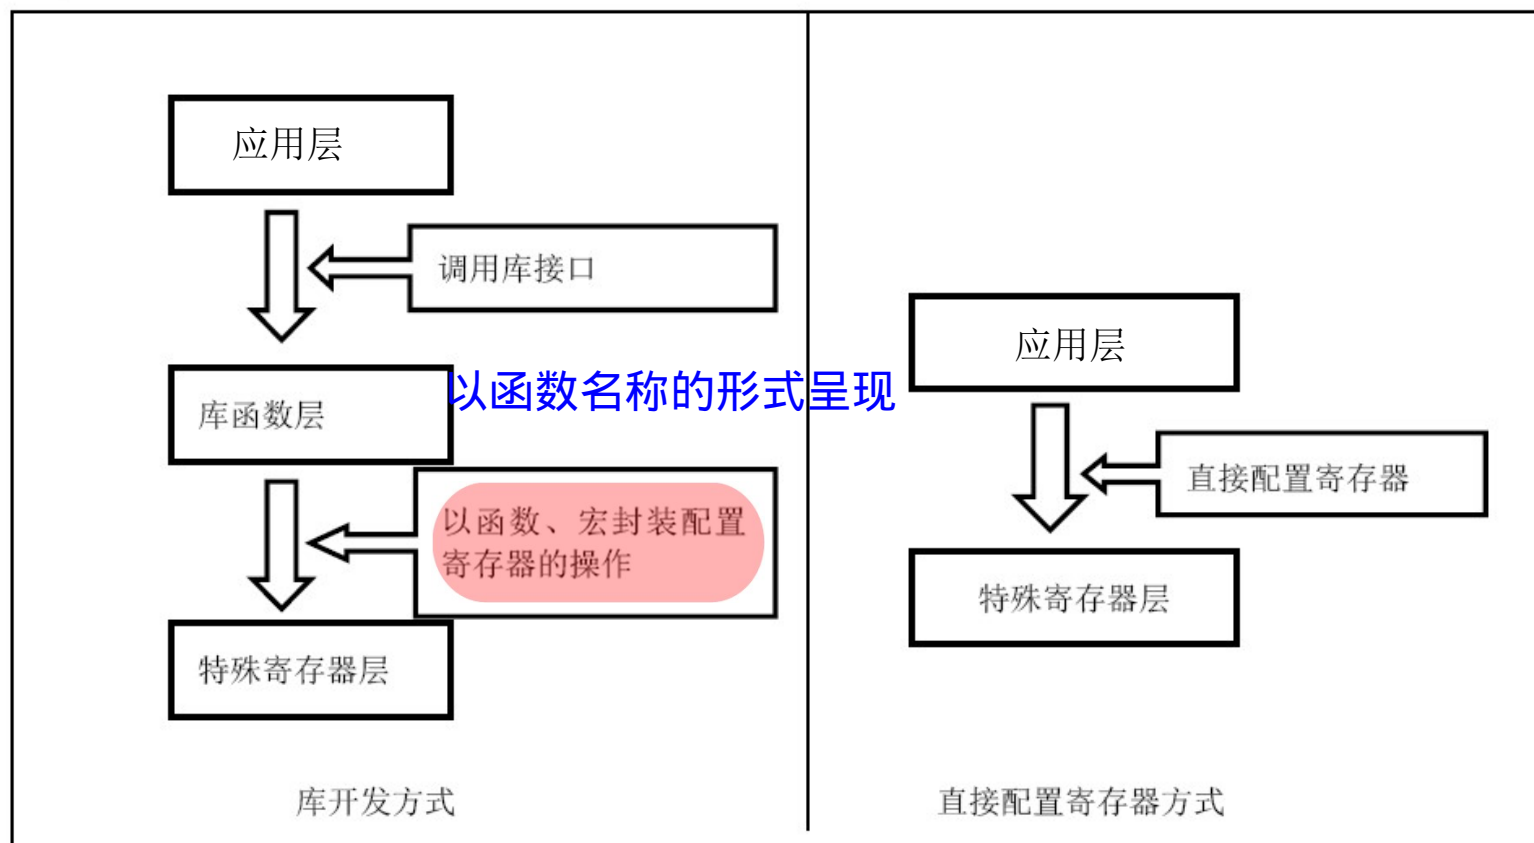 应用层
调用库接口
库函数层
以函数名称的形式呈现
以函数、宏封装配置
寄存器的操作
特殊寄存器层
库开发方式
应用层
直接配置寄存器
特殊寄存器层
直接配置寄存器方式